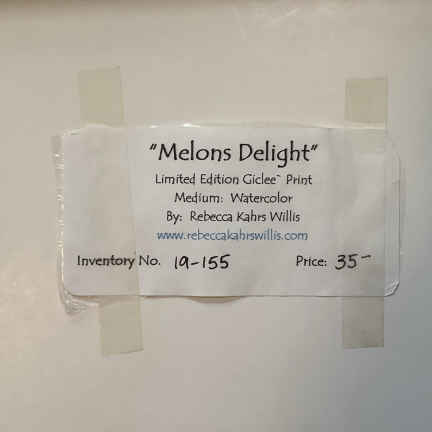 "Melons Delight"
Limited Edition Giclee~ Print
Medium: Watercolor
By: Rebecca Kahrs Willis
www.rebeccakahrswillis.com
Inventory No. 19-155 Price: 35—